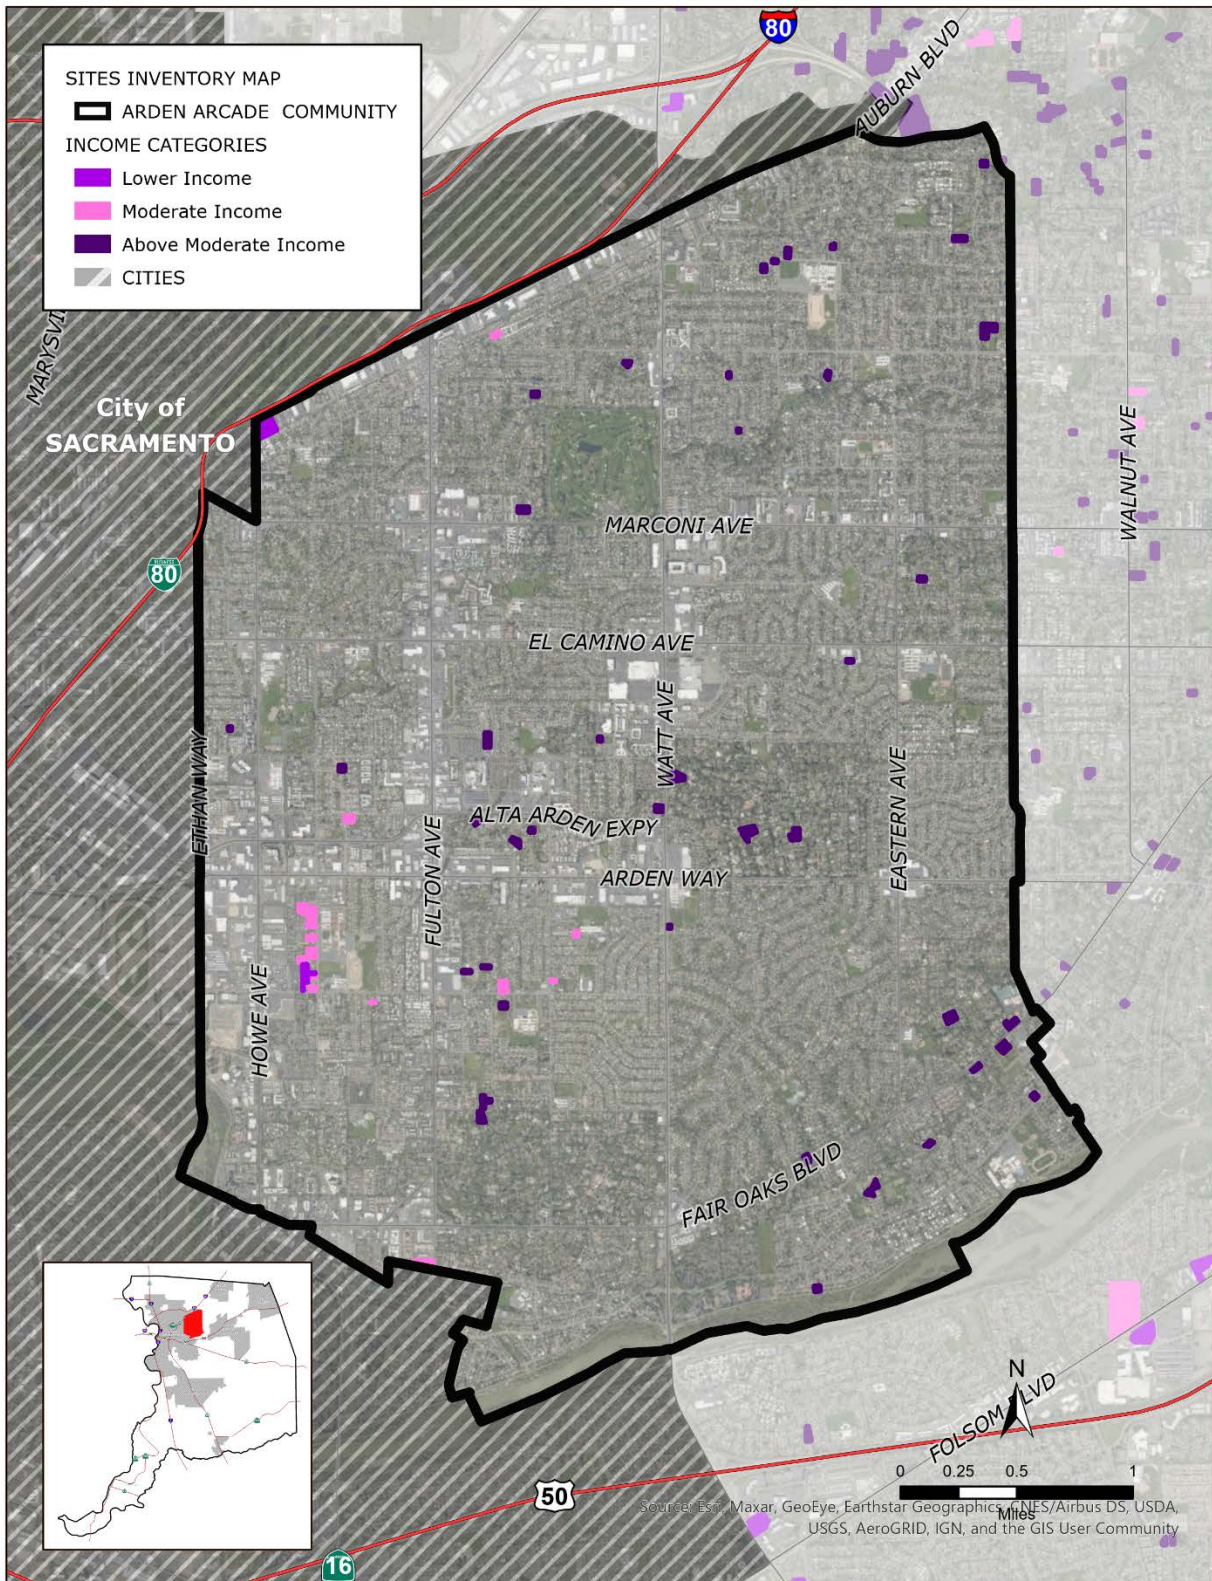 SITES INVENTORY MAP
ARDEN ARCADE COMMUNITY
INCOME CATEGORIES
Lower Income
Moderate Income
Above Moderate Income
CITIES
80
AUBURN BLVD
City of
SACRAMENTO
WALNUT AVE
MARCONI AVE
80
EL CAMINO AVE
WATT AVE
ETHAN WAY
EASTERN AVE
ALTA ARDEN EXPY
FULTON AVE
ARDEN WAY
HOWE AVE
FAIR OAKS BLVD
N
FOLSOM BLVD
0 0.25 0.5 1
Miles
50
Source: Esri, Maxar, GeoEye, Earthstar Geographics, CNES/Airbus DS, USDA,
USGS, AeroGRID, IGN, and the GIS User Community
16